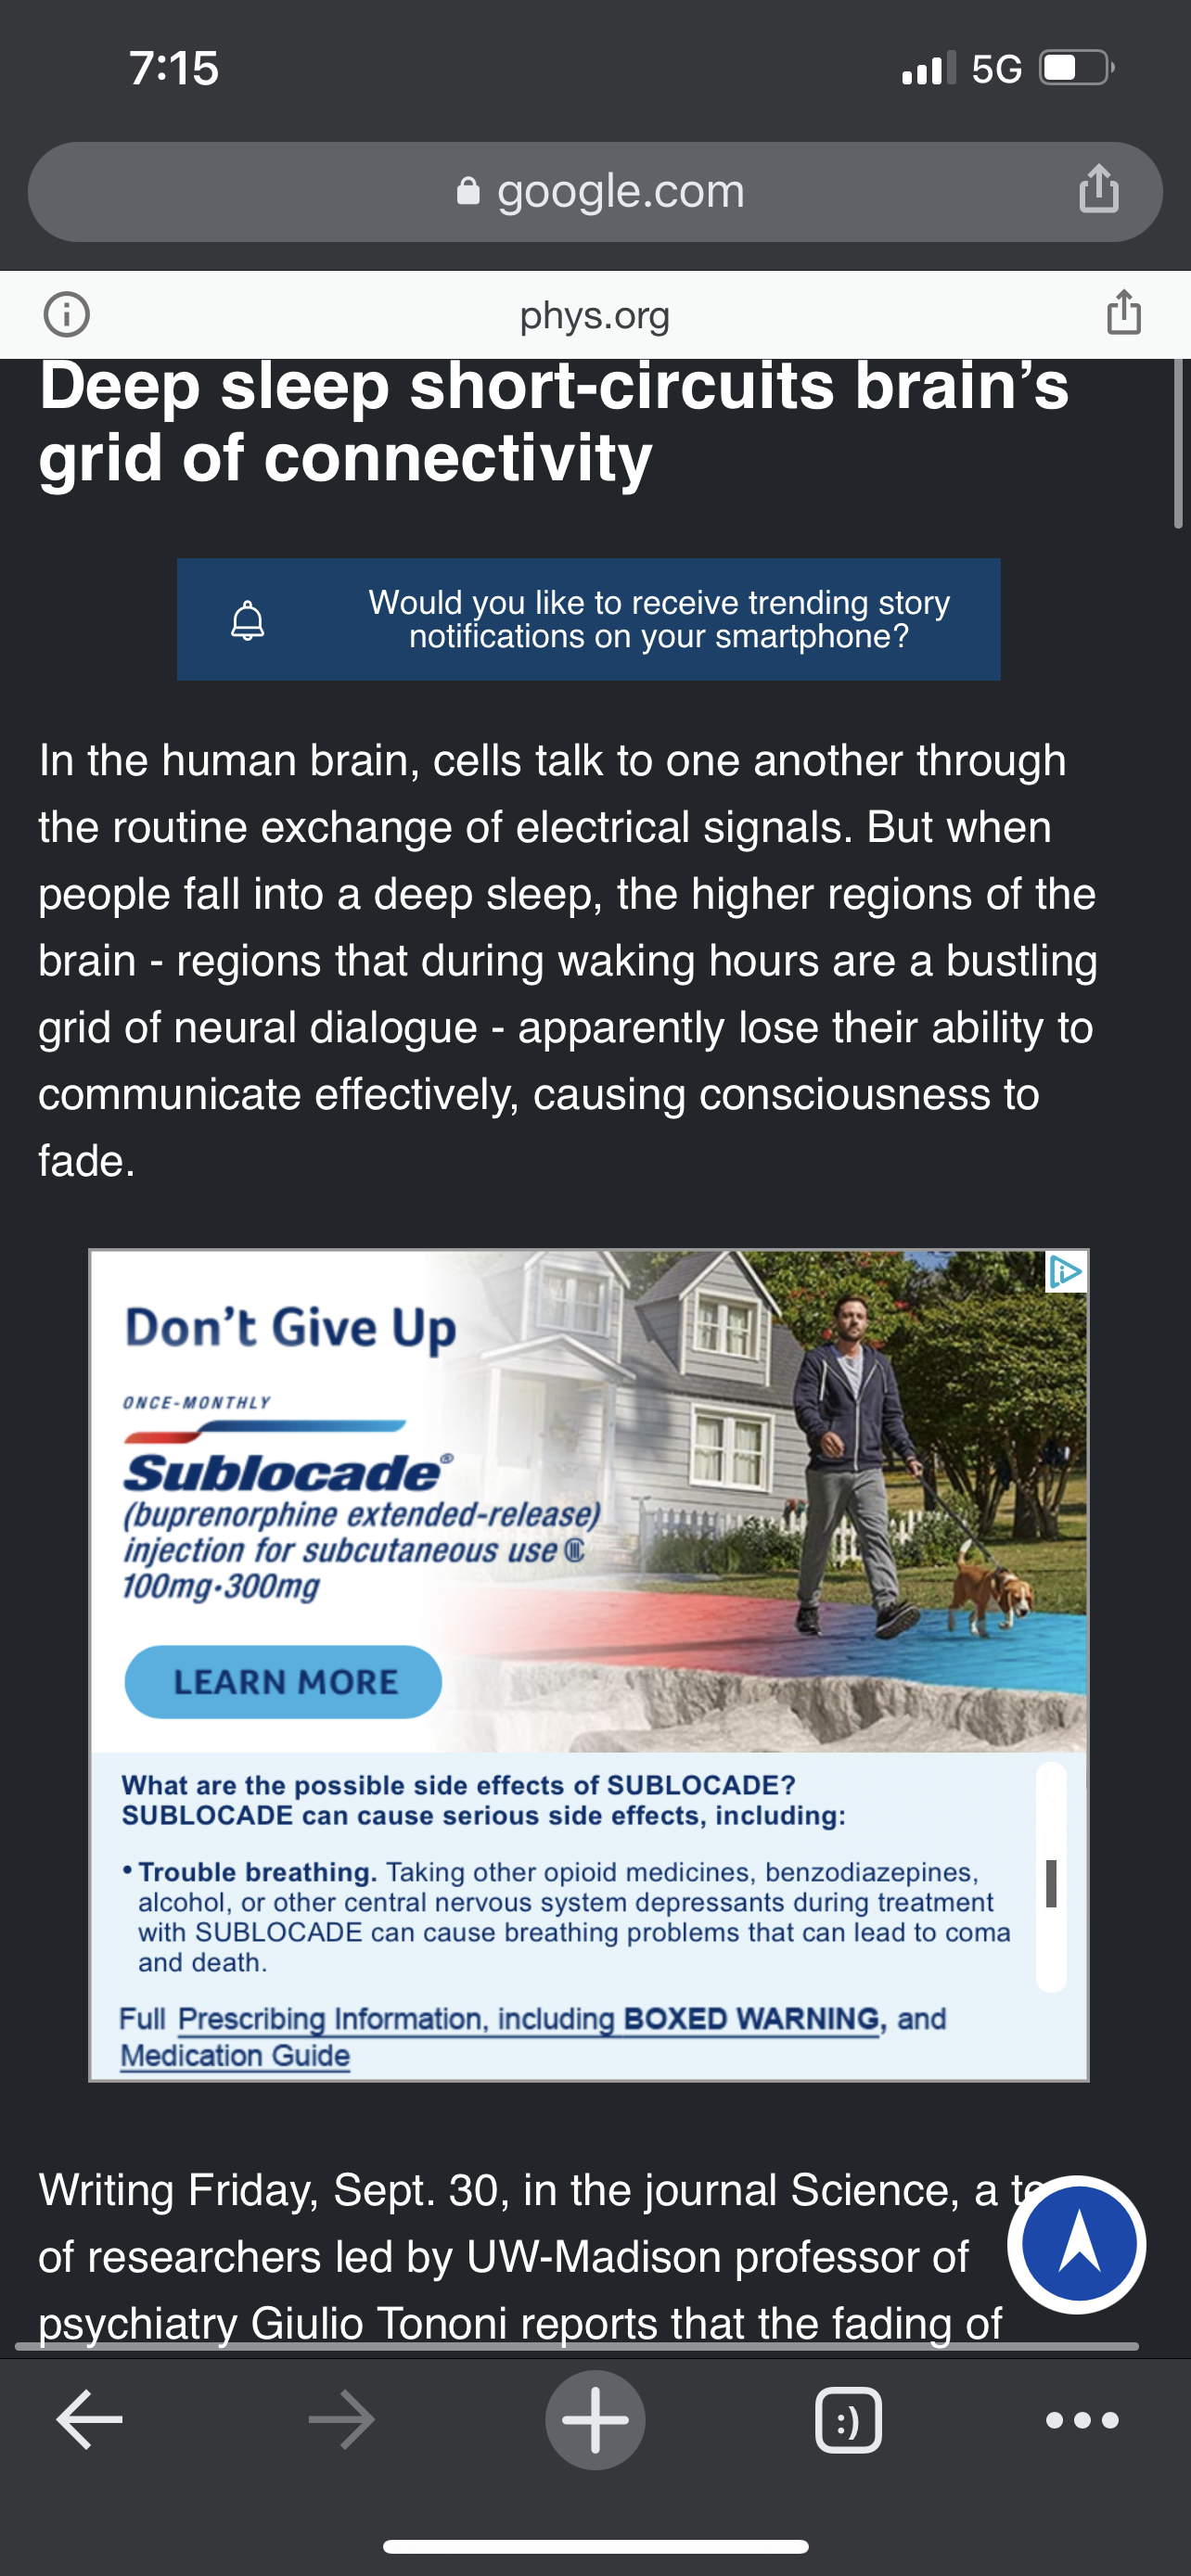 7:15
5G
google.com
phys.org
Deep sleep short-circuits brain’s
grid of connectivity
Would you like to receive trending story
notifications on your smartphone?
In the human brain, cells talk to one another through
the routine exchange of electrical signals. But when
people fall into a deep sleep, the higher regions of the
brain - regions that during waking hours are a bustling
grid of neural dialogue - apparently lose their ability to
communicate effectively, causing consciousness to
fade.
Don’t Give Up
ONCE-MONTHLY
Sublocade®
(buprenorphine extended-release)
injection for subcutaneous use CIII
100mg•300mg
LEARN MORE
What are the possible side effects of SUBLOCADE?
SUBLOCADE can cause serious side effects, including:
• Trouble breathing. Taking other opioid medicines, benzodiazepines,
alcohol, or other central nervous system depressants during treatment
with SUBLOCADE can cause breathing problems that can lead to coma
and death.
Full Prescribing Information, including BOXED WARNING, and
Medication Guide
Writing Friday, Sept. 30, in the journal Science, a
of researchers led by UW-Madison professor of
psychiatry Giulio Tononi reports that the fading of
:)